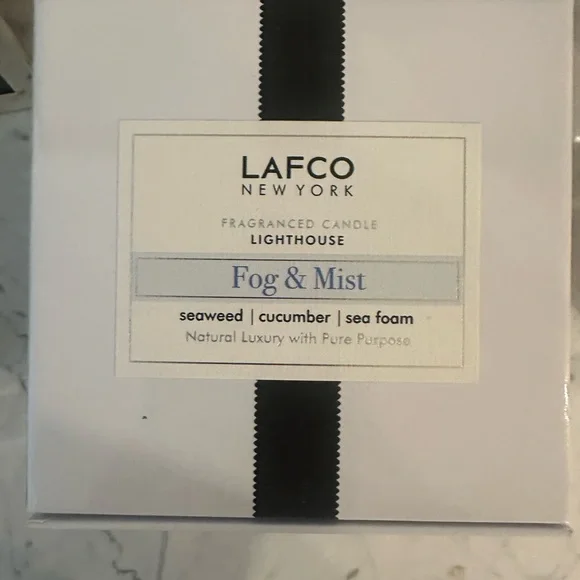 LAFCO
NEW YORK
FRAGRANCED CANDLE
LIGHTHOUSE
Fog & Mist
seaweed | cucumber | sea foam
Natural Luxury with Pure Purpose